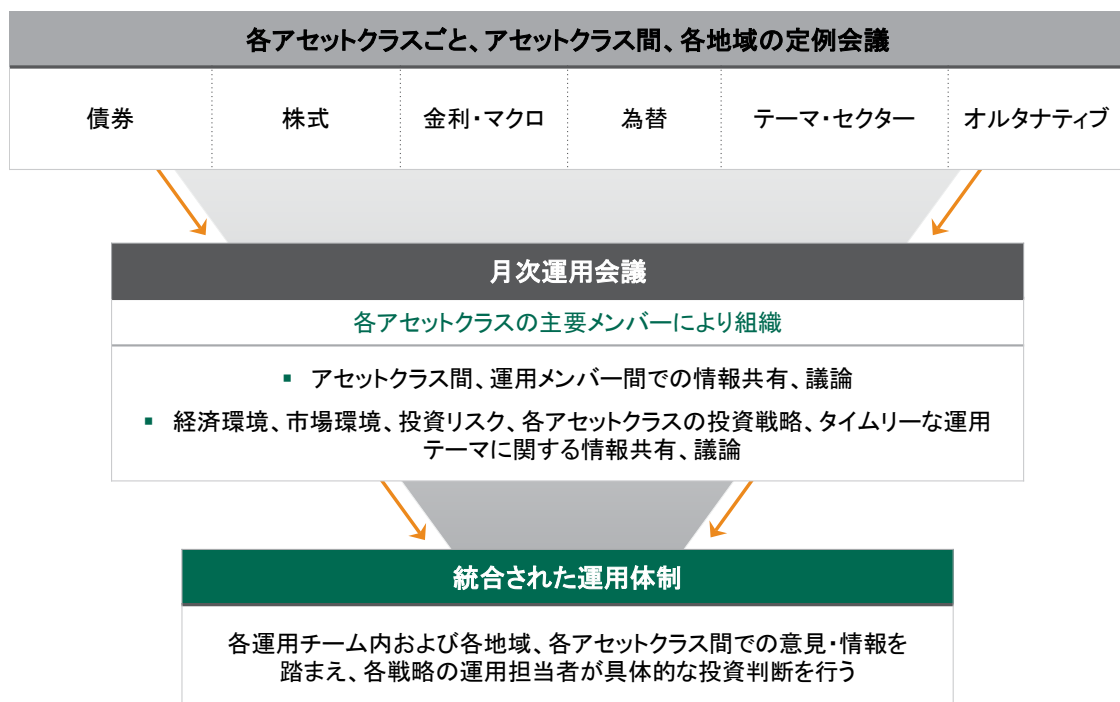 各アセットクラスごと、アセットクラス間、各地域の定例会議
債券 株式 金利・マクロ 為替 テーマ・セクター オルタナティブ
月次運用会議
各アセットクラスの主要メンバーにより組織
▪ アセットクラス間、運用メンバー間での情報共有、議論
▪ 経済環境、市場環境、投資リスク、各アセットクラスの投資戦略、タイムリーな運用
テーマに関する情報共有、議論
統合された運用体制
各運用チーム内および各地域、各アセットクラス間での意見・情報を
踏まえ、各戦略の運用担当者が具体的な投資判断を行う